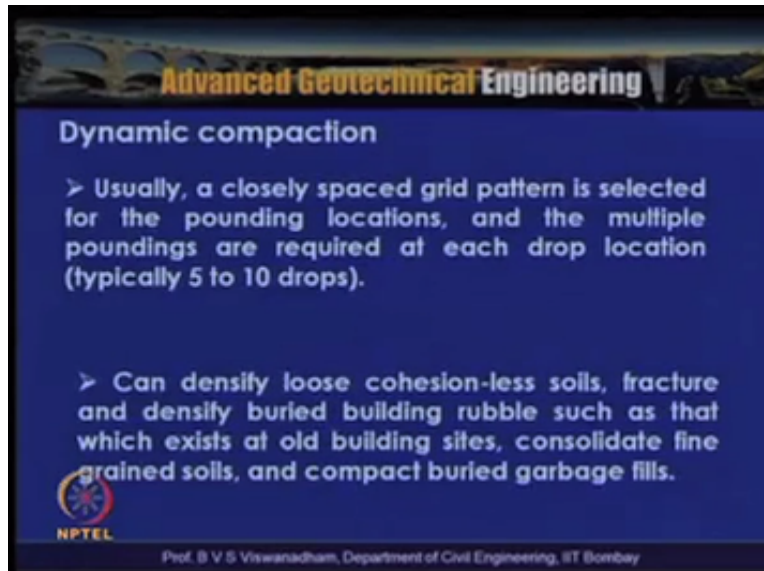 Advanced Geotechnical Engineering
Dynamic compaction
➢ Usually, a closely spaced grid pattern is selected
for the pounding locations, and the multiple
poundings are required at each drop location
(typically 5 to 10 drops).
➢ Can densify loose cohesion-less soils, fracture
and densify buried building rubble such as that
which exists at old building sites, consolidate fine
grained soils, and compact buried garbage fills.
NPTEL
Prof. B V S Viswanadham, Department of Civil Engineering, IIT Bombay